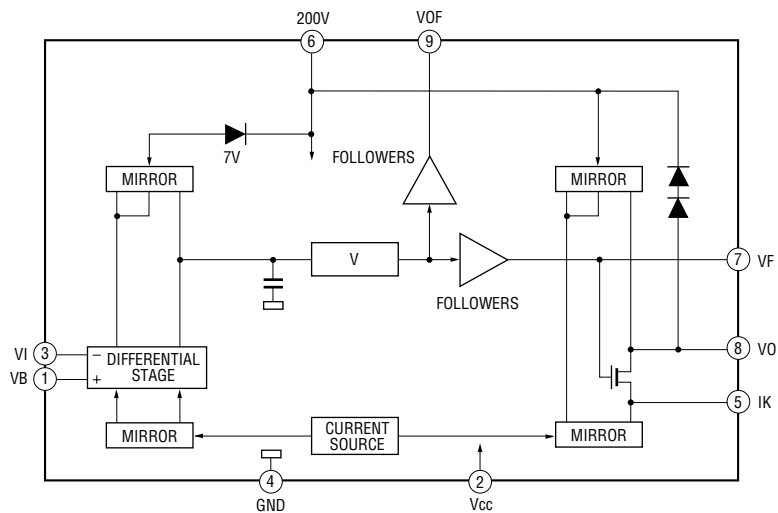 200V
VOF
6
9
FOLLOWERS
7V
MIRROR
MIRROR
V
7
VF
FOLLOWERS
VI
3
−
DIFFERENTIAL
STAGE
8
VO
VB
1
+
5
IK
MIRROR
CURRENT
SOURCE
MIRROR
4
2
GND
Vcc